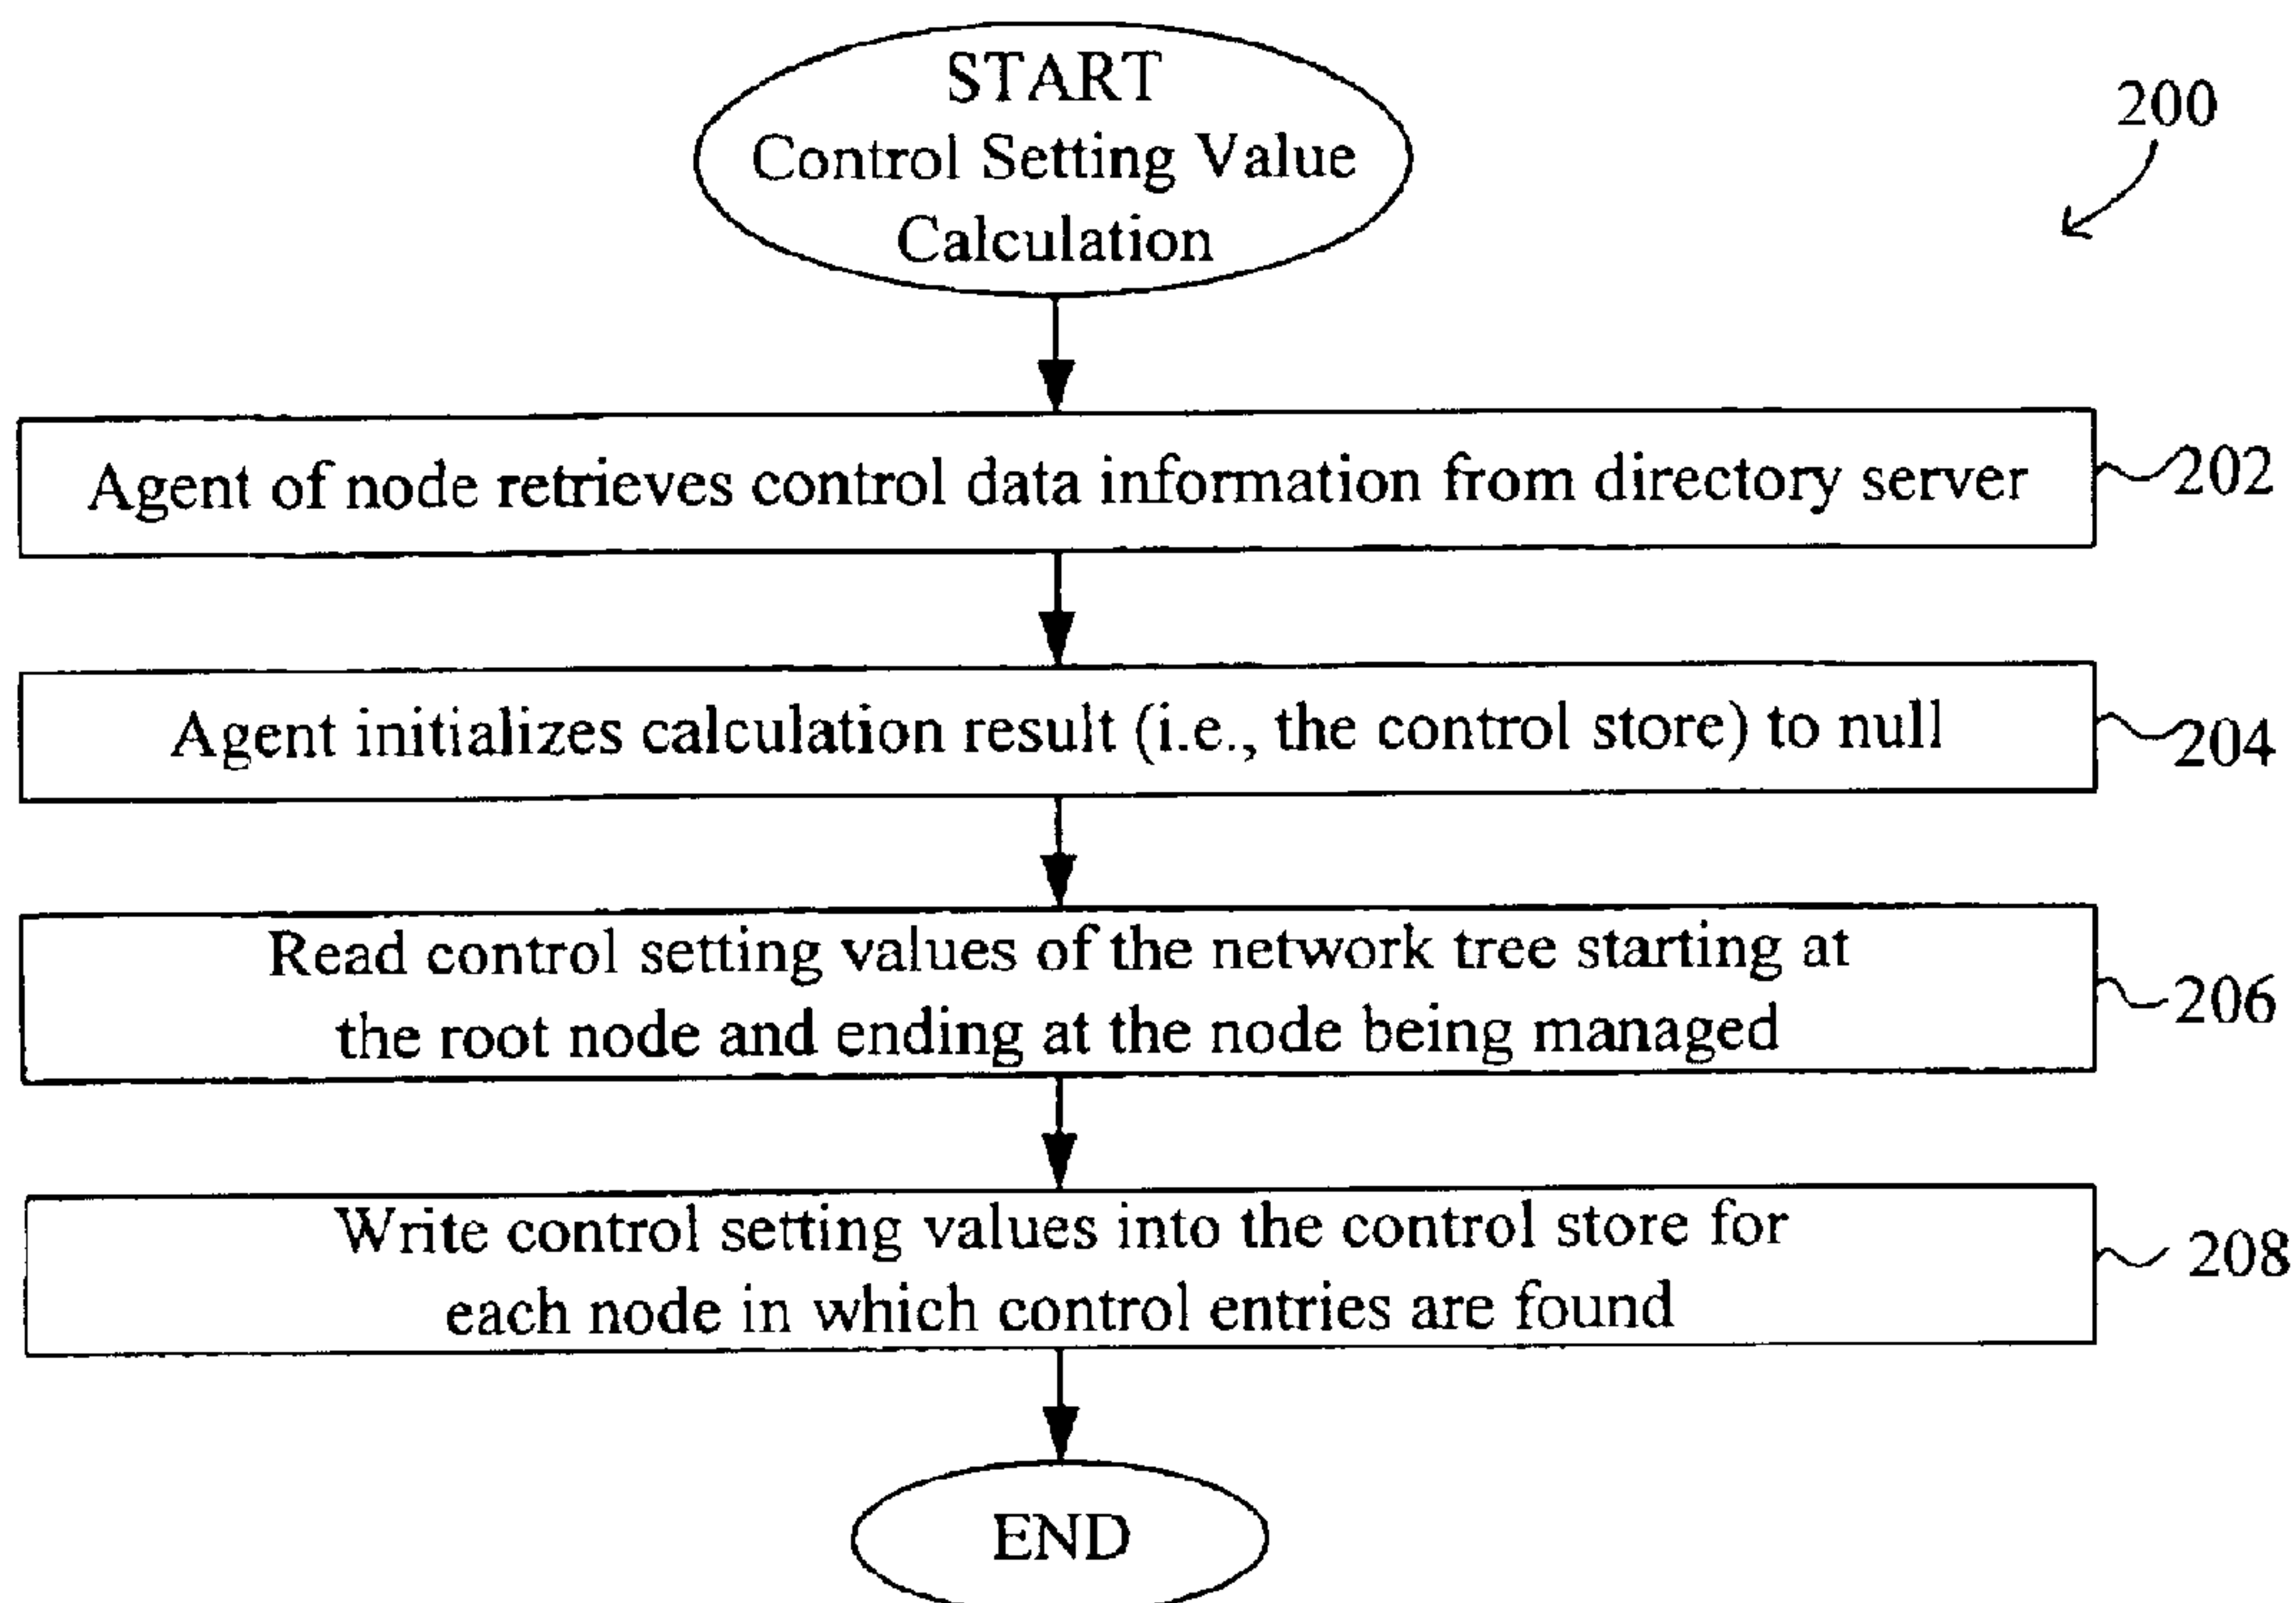 START
Control Setting Value
Calculation
200
Agent of node retrieves control data information from directory server
202
Agent initializes calculation result (i.e., the control store) to null
204
Read control setting values of the network tree starting at
the root node and ending at the node being managed
206
Write control setting values into the control store for
each node in which control entries are found
208
END